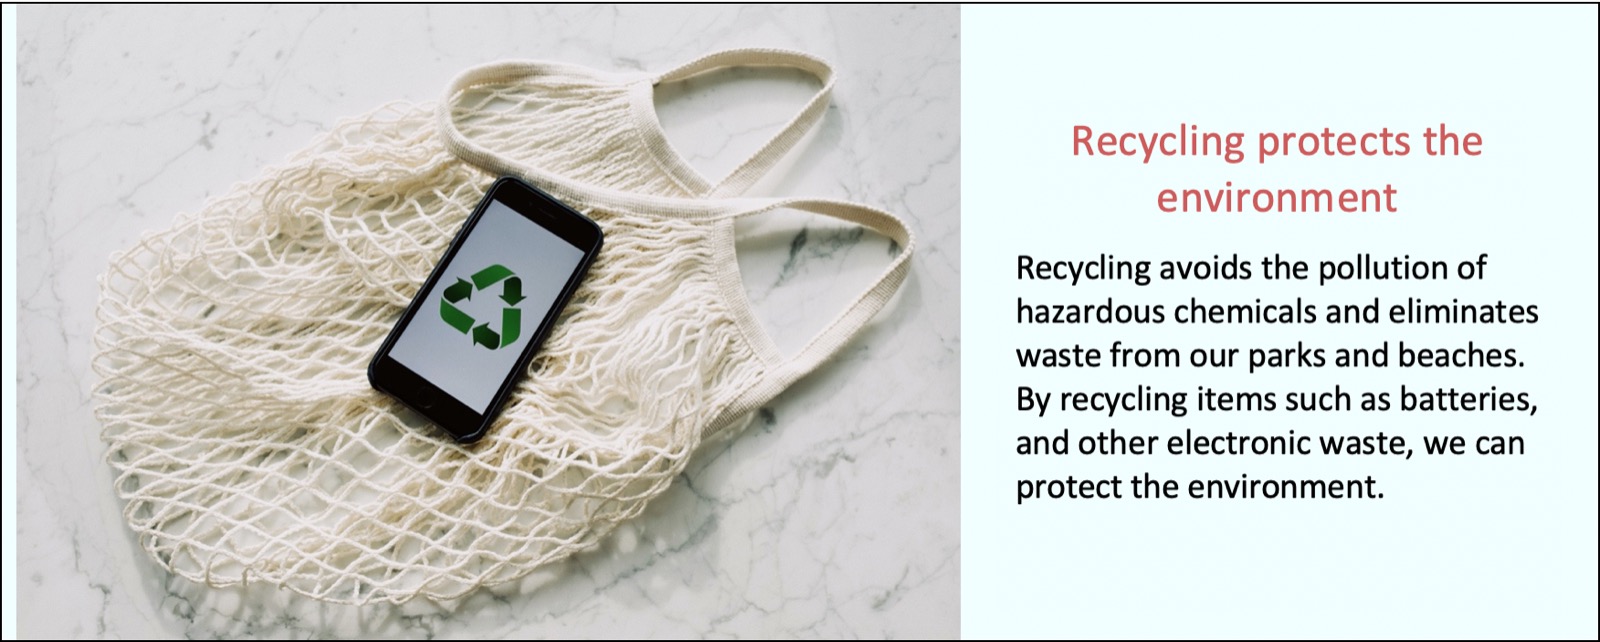 Recycling protects the
environment
Recycling avoids the pollution of
hazardous chemicals and eliminates
waste from our parks and beaches.
By recycling items such as batteries,
and other electronic waste, we can
protect the environment.